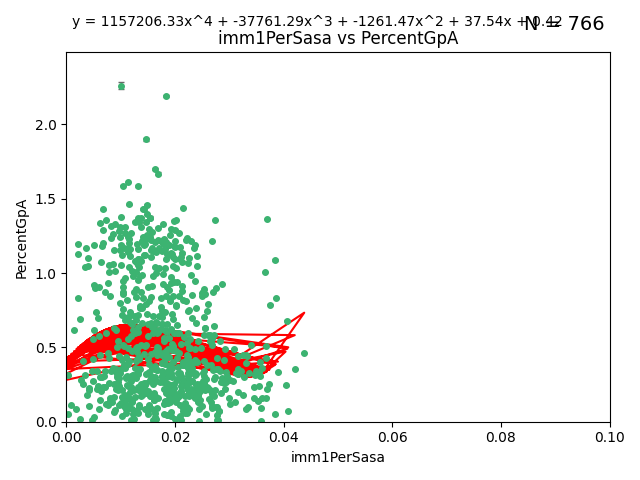 y = 1157206.33x^4 + -37761.29x^3 + -1261.47x^2 + 37.54x + 0.42
N = 766
imm1PerSasa vs PercentGpA
PercentGpA
2.0
1.5
1.0
0.5
0.0
0.00 0.02 0.04 0.06 0.08 0.10
imm1PerSasa